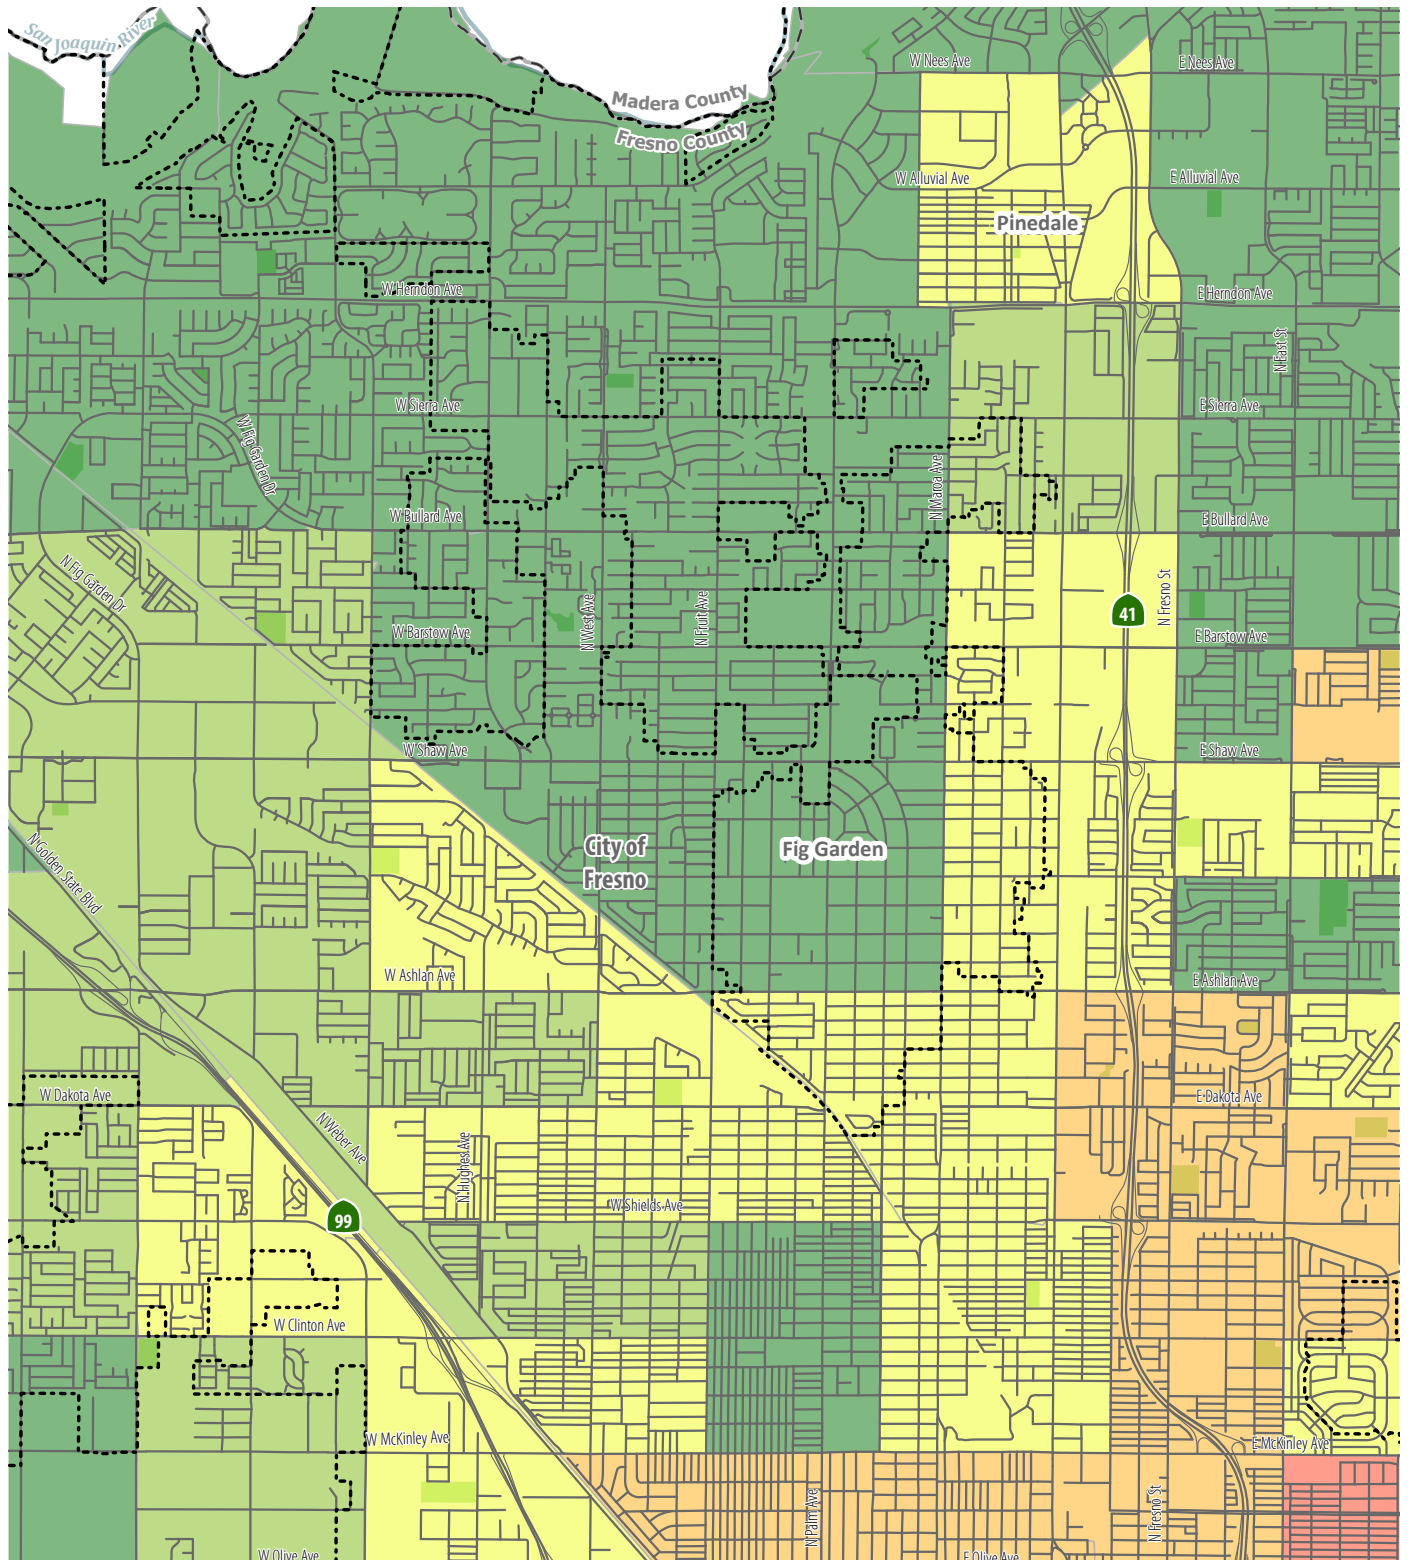 San Joaquin River
W Nees Ave
E Nees Ave
Madera County
Fresno County
W Alluvial Ave
E Alluvial Ave
Pinedale
W Herndon Ave
E Herndon Ave
N East St
W Sierra Ave
E Sierra Ave
W Fig Garden Dr
N Maroa Ave
W Bullard Ave
E Bullard Ave
N Fig Garden Dr
N West Ave
N Fruit Ave
41
N Fresno St
W Barstow Ave
E Barstow Ave
W Shaw Ave
E Shaw Ave
City of
Fresno
Fig Garden
N Golden State Blvd
W Ashlan Ave
E Ashlan Ave
W Dakota Ave
E Dakota Ave
N Weber Ave
N Hughes Ave
W Shields Ave
99
W Clinton Ave
W McKinley Ave
E McKinley Ave
N Palm Ave
N Fresno St
W Olive Ave
E Olive Ave